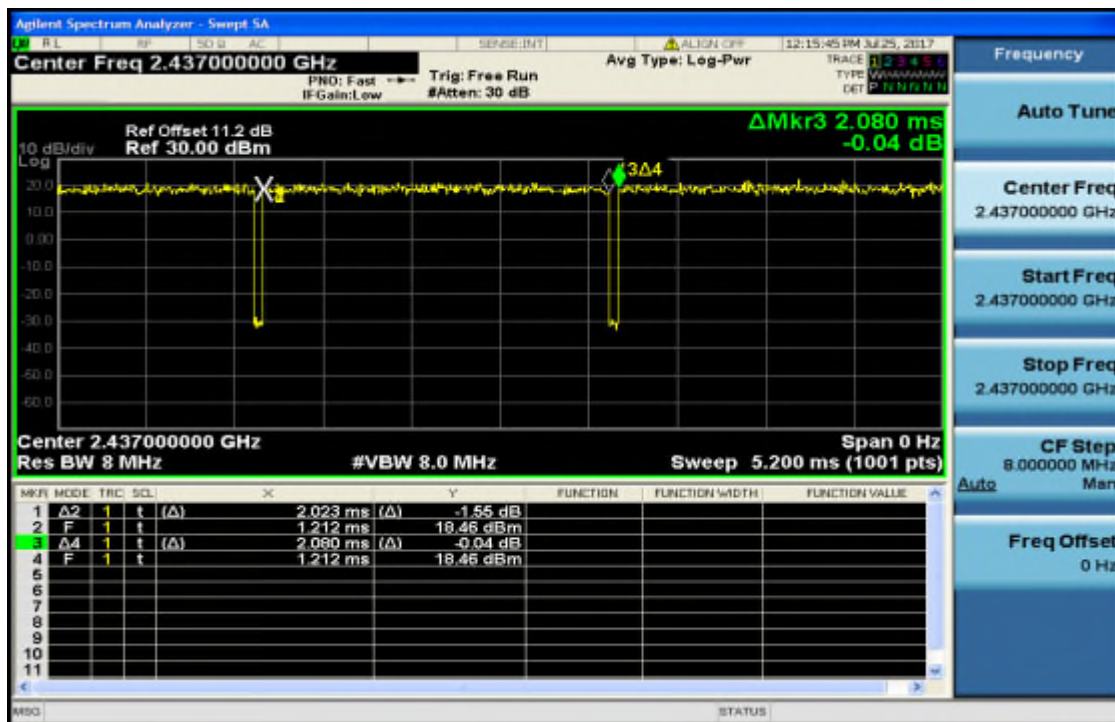 Agilent Spectrum Analyzer - Swept SA
RL RF 50 Ω AC SENSE:INT ALIGN OFF 12:15:45 PM Jul 25, 2017
Center Freq 2.437000000 GHz
PNO: Fast
IFGain:Low
Trig: Free Run
#Atten: 30 dB
Avg Type: Log-Pwr
TRACE 1 2 3 4 5 6
TYPE
DET P N N N N N
Ref Offset 11.2 dB
10 dB/div Ref 30.00 dBm
Log
ΔMkr3 2.080 ms
-0.04 dB
3Δ4
20.0
10.0
0.00
-10.0
-20.0
-30.0
-40.0
-50.0
-60.0
Center 2.437000000 GHz Span 0 Hz
Res BW 8 MHz #VBW 8.0 MHz Sweep 5.200 ms (1001 pts)
MKR MODE TRC SCL X Y FUNCTION FUNCTION WIDTH FUNCTION VALUE
1 Δ2 1 t (Δ) 2.023 ms (Δ) -1.55 dB
2 F 1 t 1.212 ms 18.46 dBm
3 Δ4 1 t (Δ) 2.080 ms (Δ) -0.04 dB
4 F 1 t 1.212 ms 18.46 dBm
5
6
7
8
9
10
11
MSG STATUS
Frequency
Auto Tune
Center Freq
2.437000000 GHz
Start Freq
2.437000000 GHz
Stop Freq
2.437000000 GHz
CF Step
8.000000 MHz
Auto Man
Freq Offset
0 Hz